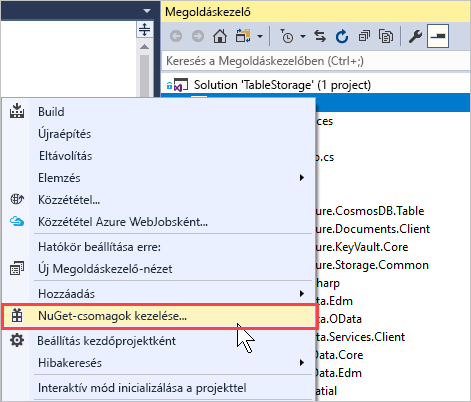 Megoldáskezelő
Keresés a Megoldáskezelőben (Ctrl+;)
Solution 'TableStorage' (1 project)
Build
Újraépítés
Eltávolítás
Elemzés
Közzététel...
Közzététel Azure WebJobsként...
Hatókör beállítása erre:
Új Megoldáskezelő-nézet
Hozzáadás
NuGet-csomagok kezelése...
Beállítás kezdőprojektként
Hibakeresés
Interaktív mód inicializálása a projekttel
ces
o.cs
ure.CosmosDB.Table
ure.Documents.Client
ure.KeyVault.Core
ure.Storage.Common
harp
ata.Edm
ata.OData
ata.Services.Client
Data.Core
Data.Edm
patial